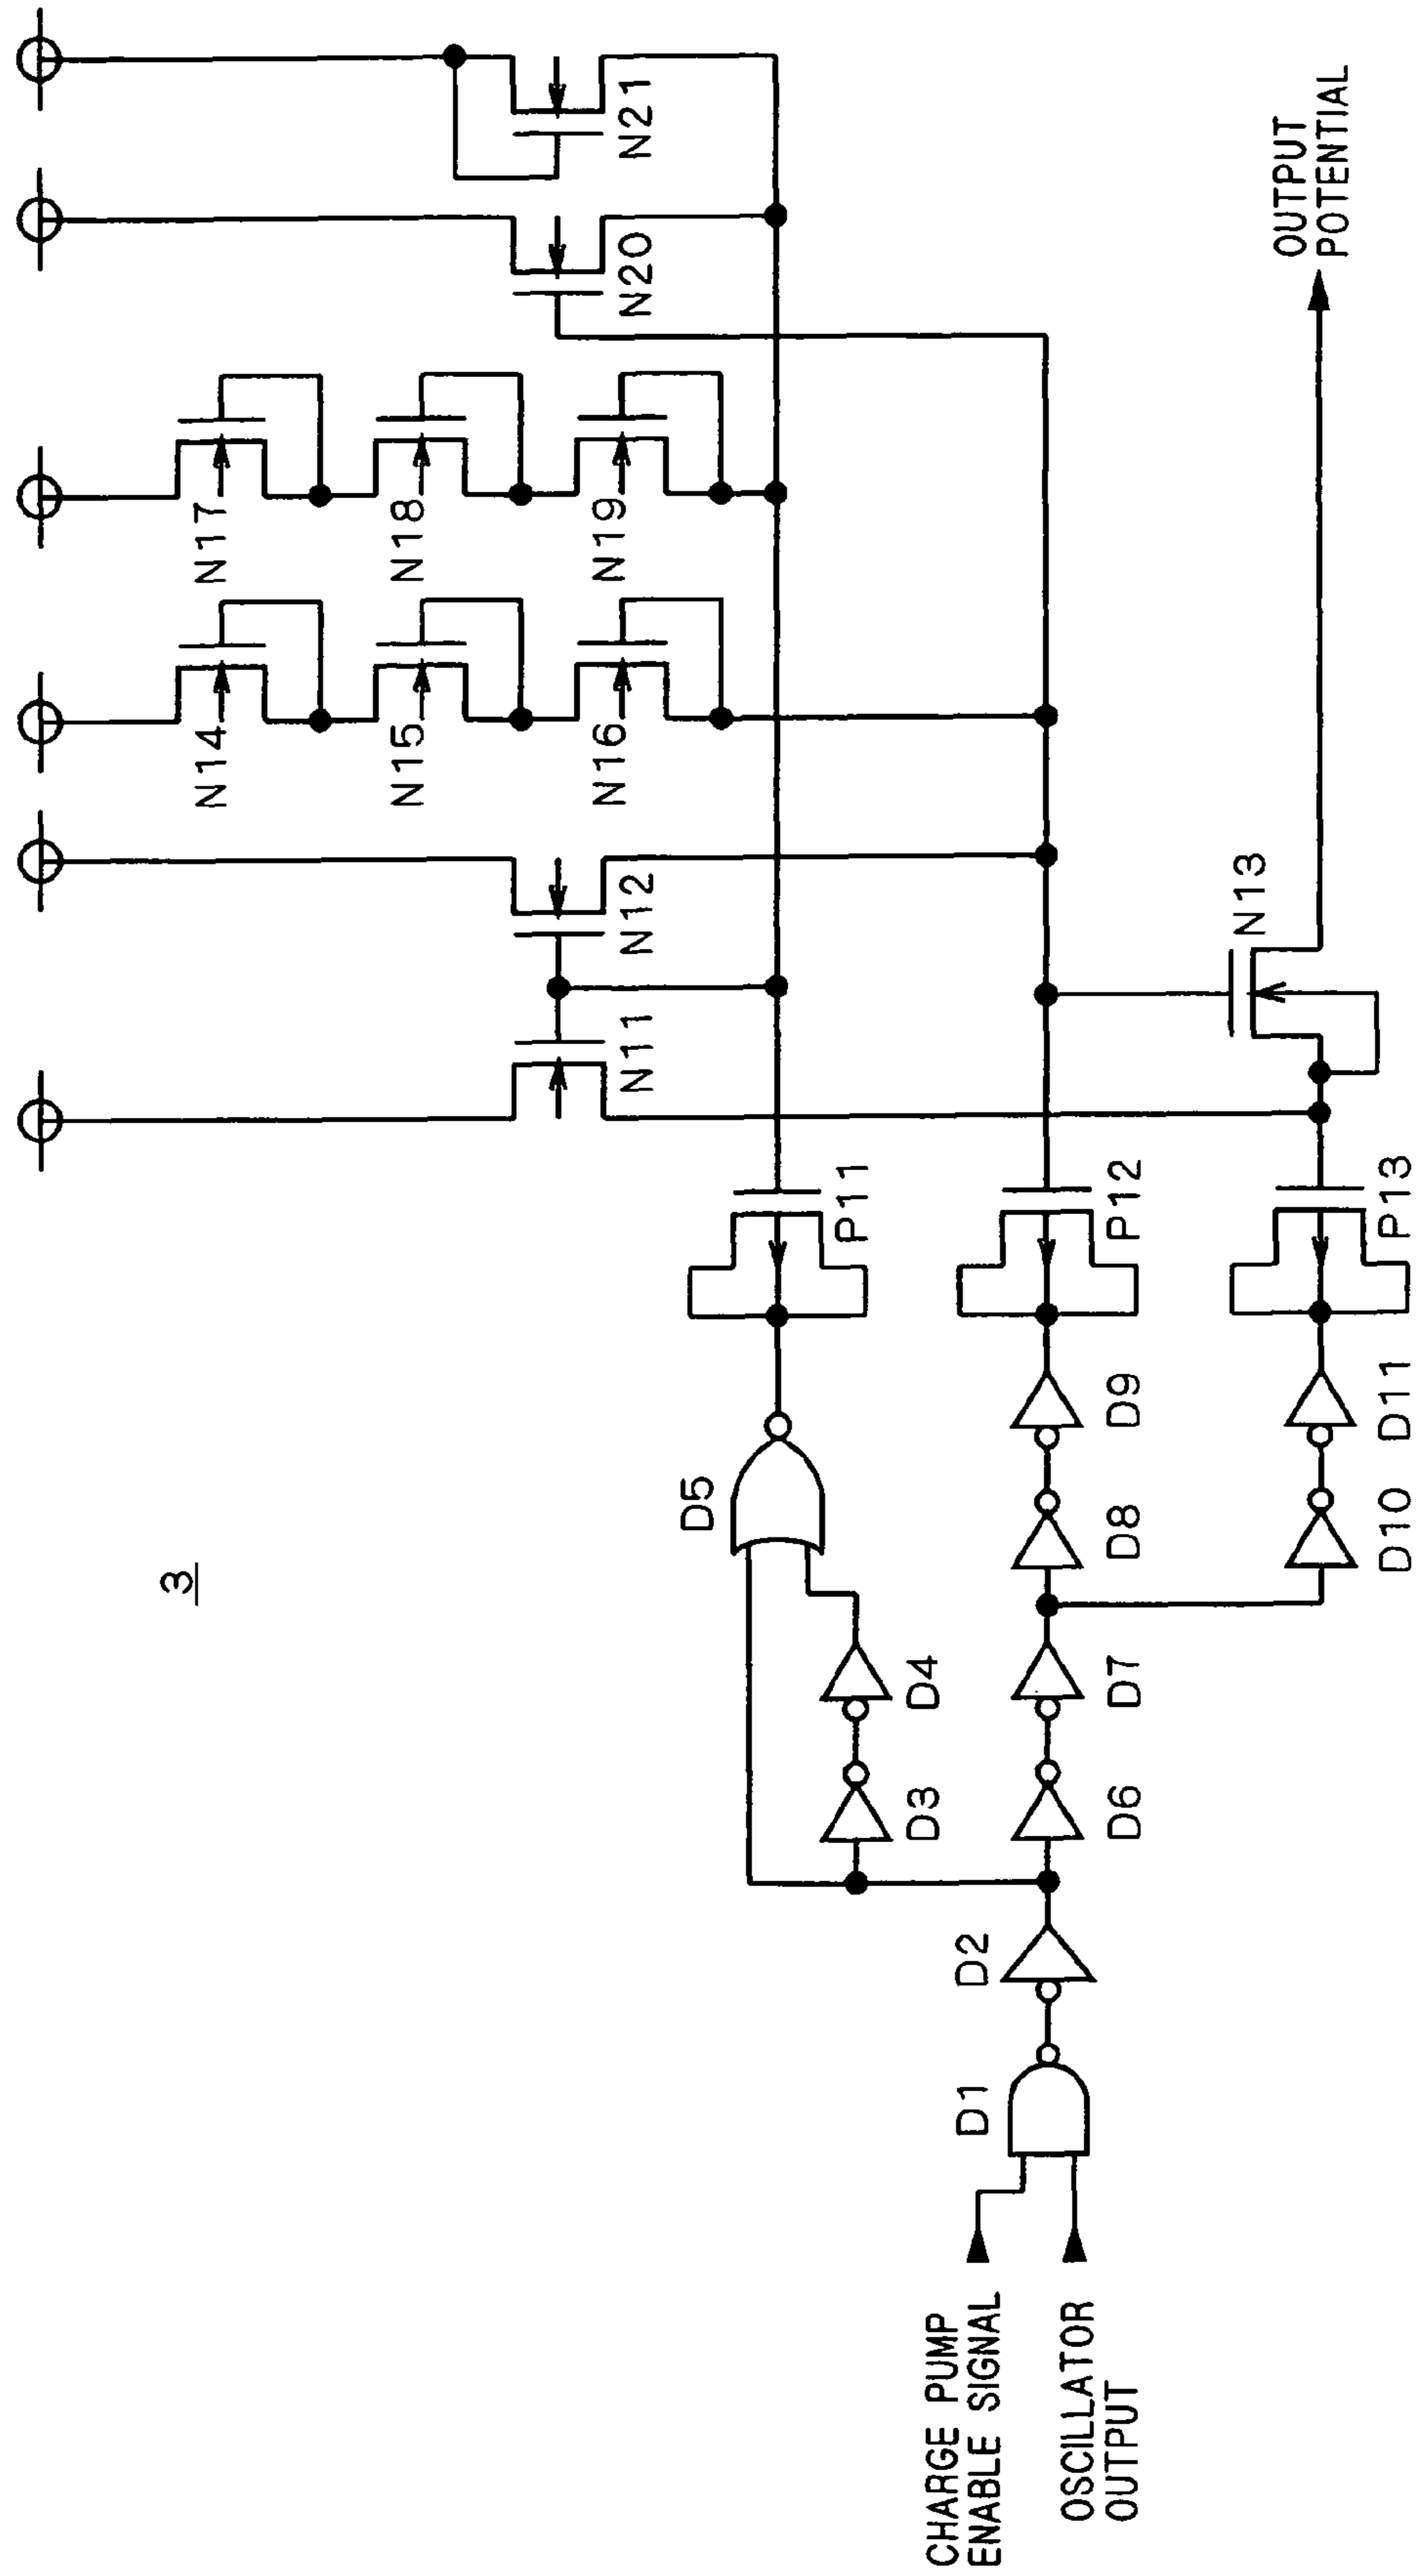 3
CHARGE PUMP
ENABLE SIGNAL
OSCILLATOR
OUTPUT
D1
D2
D3
D4
D5
D6
D7
D8
D9
D10
D11
P11
P12
P13
N11
N12
N13
N14
N15
N16
N17
N18
N19
N20
N21
OUTPUT
POTENTIAL